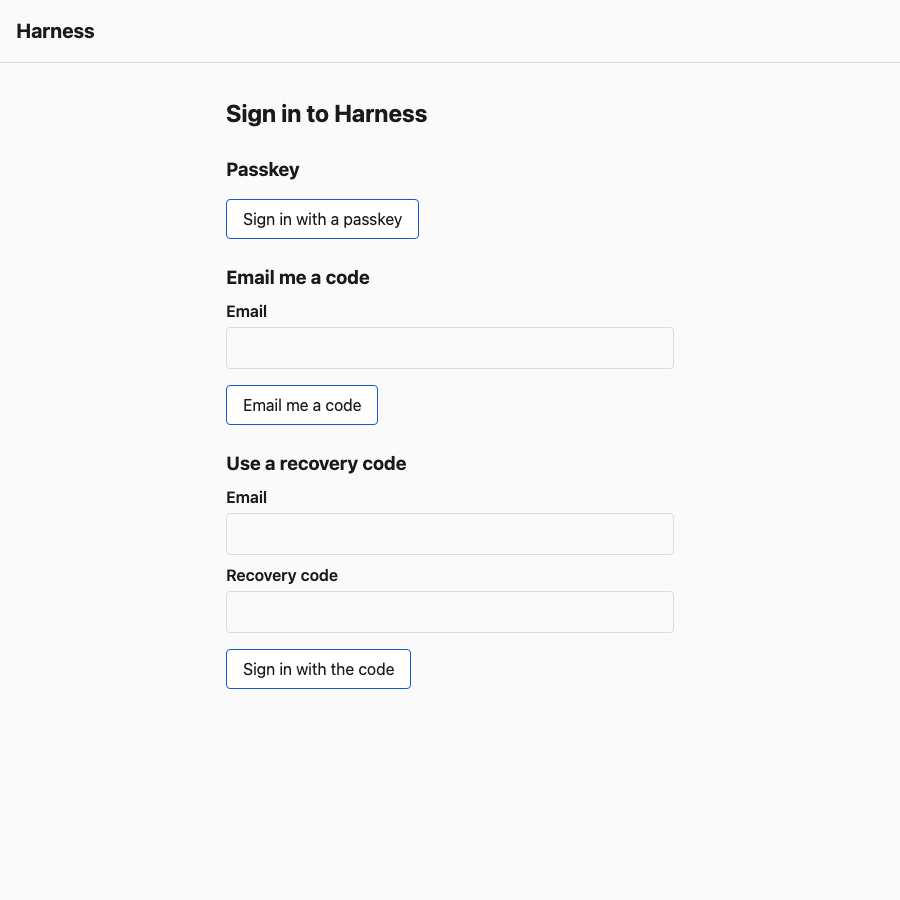 Harness
Sign in to Harness
Passkey
Sign in with a passkey
Email me a code
Email
Email me a code
Use a recovery code
Email
Recovery code
Sign in with the code